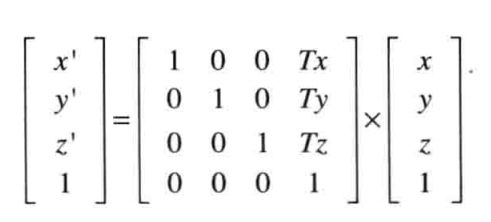 x' 1 0 0 Tx x
y' 0 1 0 Ty y
= ×
z' 0 0 1 Tz z
1 0 0 0 1 1
.